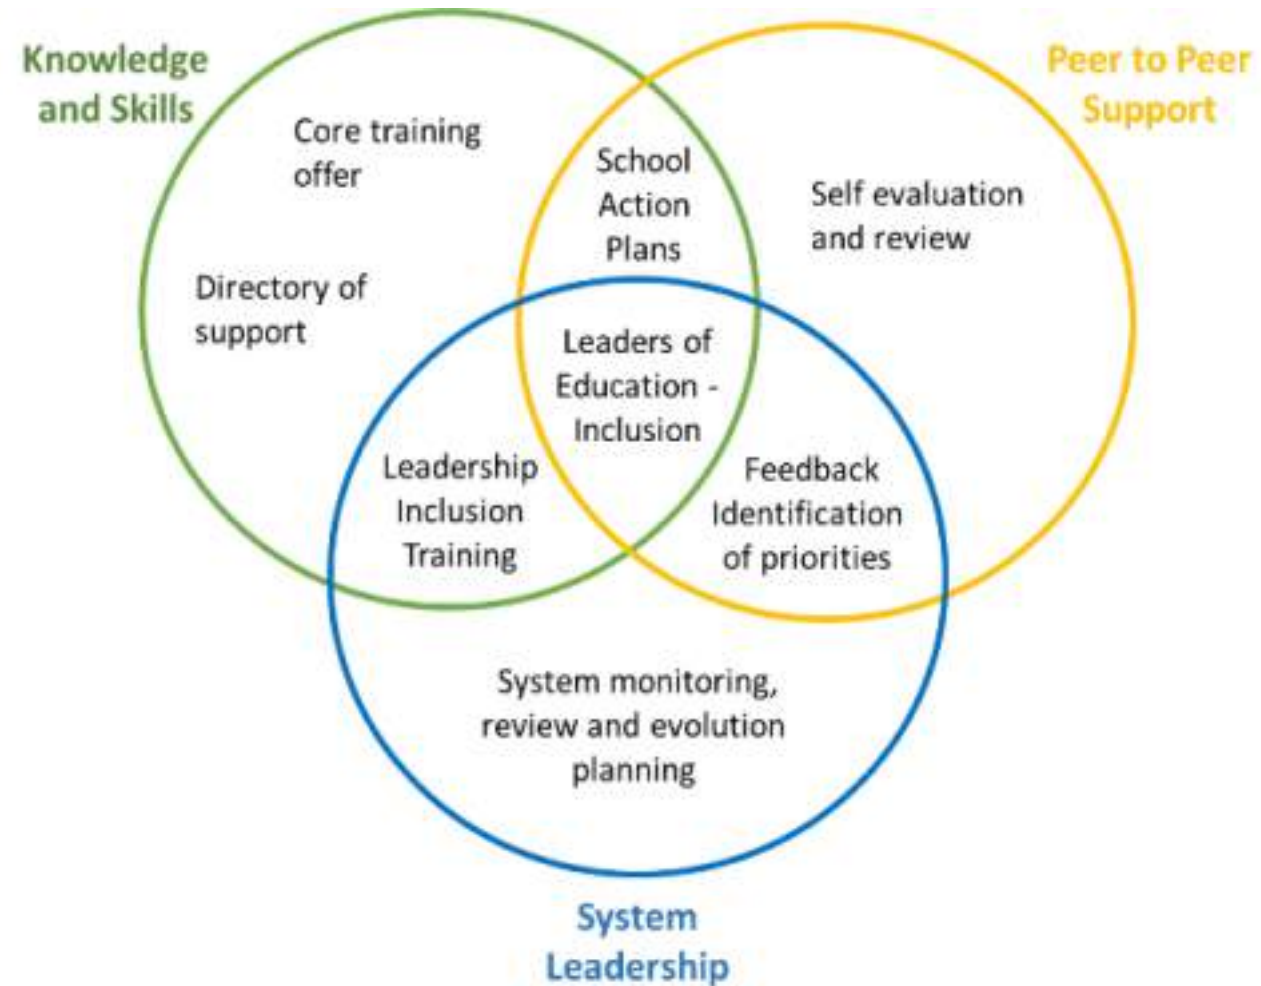 Knowledge
and Skills
Peer to Peer
Support
Core training
offer
School
Action
Plans
Self evaluation
and review
Directory of
support
Leaders of
Education -
Inclusion
Leadership
Inclusion
Training
Feedback
Identification
of priorities
System monitoring,
review and evolution
planning
System
Leadership